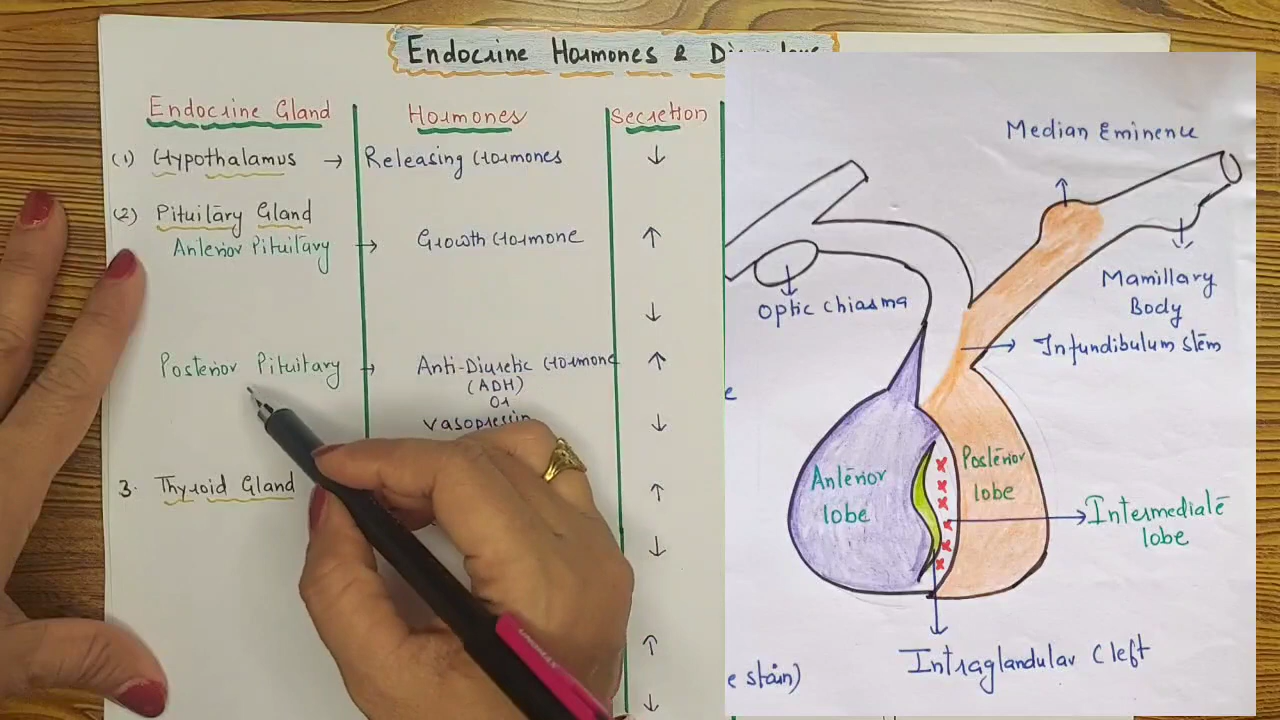 Endocrine Hormones &
Endocrine Gland
Hormones
Secretion
(1) Hypothalamus → Releasing Hormones ↓
(2) Pituitary Gland
Anterior Pituitary → Growth Hormone ↑
↓
Posterior Pituitary → Anti-Diuretic Hormone ↑
(ADH)
Or
Vasopressin ↓
3. Thyroid Gland ↑
↓
↑
↓
e stain)
UNOMAX
Median Eminence
Optic chiasma
Mamillary
Body
Infundibulum stem
Anterior
lobe
Posterior
lobe
Intermediate
lobe
Intraglandular Cleft